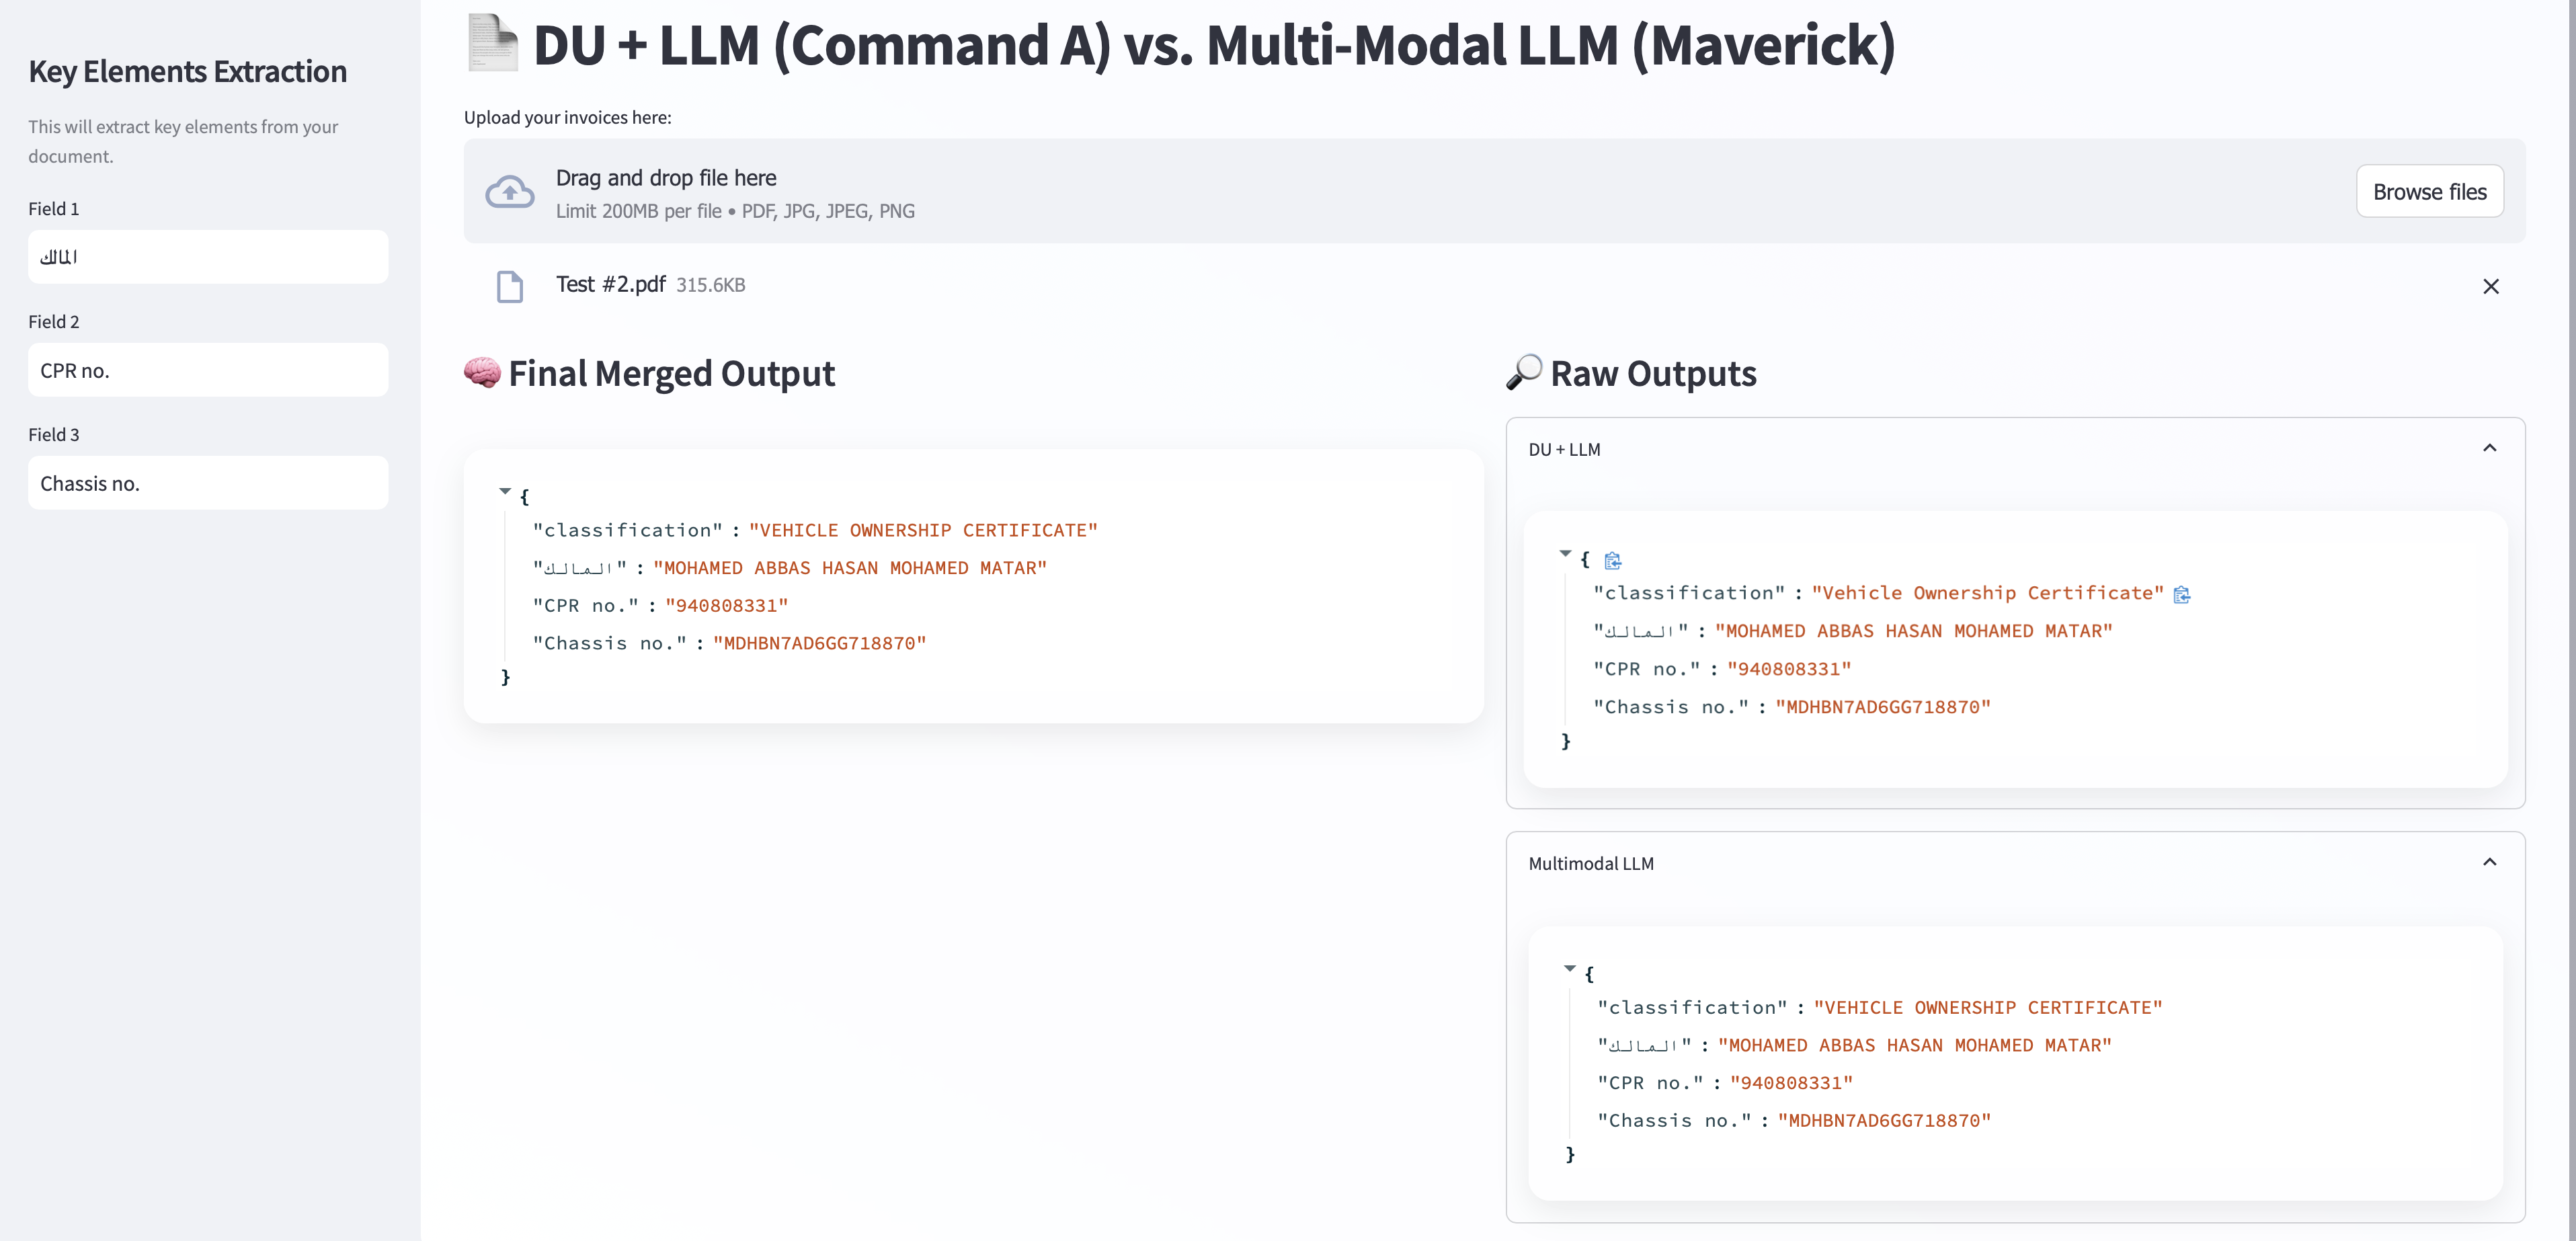 Key Elements Extraction
This will extract key elements from your
document.
Field 1
المالك
Field 2
CPR no.
Field 3
Chassis no.
DU + LLM (Command A) vs. Multi-Modal LLM (Maverick)
Upload your invoices here:
Drag and drop file here
Limit 200MB per file • PDF, JPG, JPEG, PNG
Browse files
Test #2.pdf 315.6KB
Final Merged Output
{
"classification" : "VEHICLE OWNERSHIP CERTIFICATE"
"المالك" : "MOHAMED ABBAS HASAN MOHAMED MATAR"
"CPR no." : "940808331"
"Chassis no." : "MDHBN7AD6GG718870"
}
Raw Outputs
DU + LLM
{
"classification" : "Vehicle Ownership Certificate"
"المالك" : "MOHAMED ABBAS HASAN MOHAMED MATAR"
"CPR no." : "940808331"
"Chassis no." : "MDHBN7AD6GG718870"
}
Multimodal LLM
{
"classification" : "VEHICLE OWNERSHIP CERTIFICATE"
"المالك" : "MOHAMED ABBAS HASAN MOHAMED MATAR"
"CPR no." : "940808331"
"Chassis no." : "MDHBN7AD6GG718870"
}